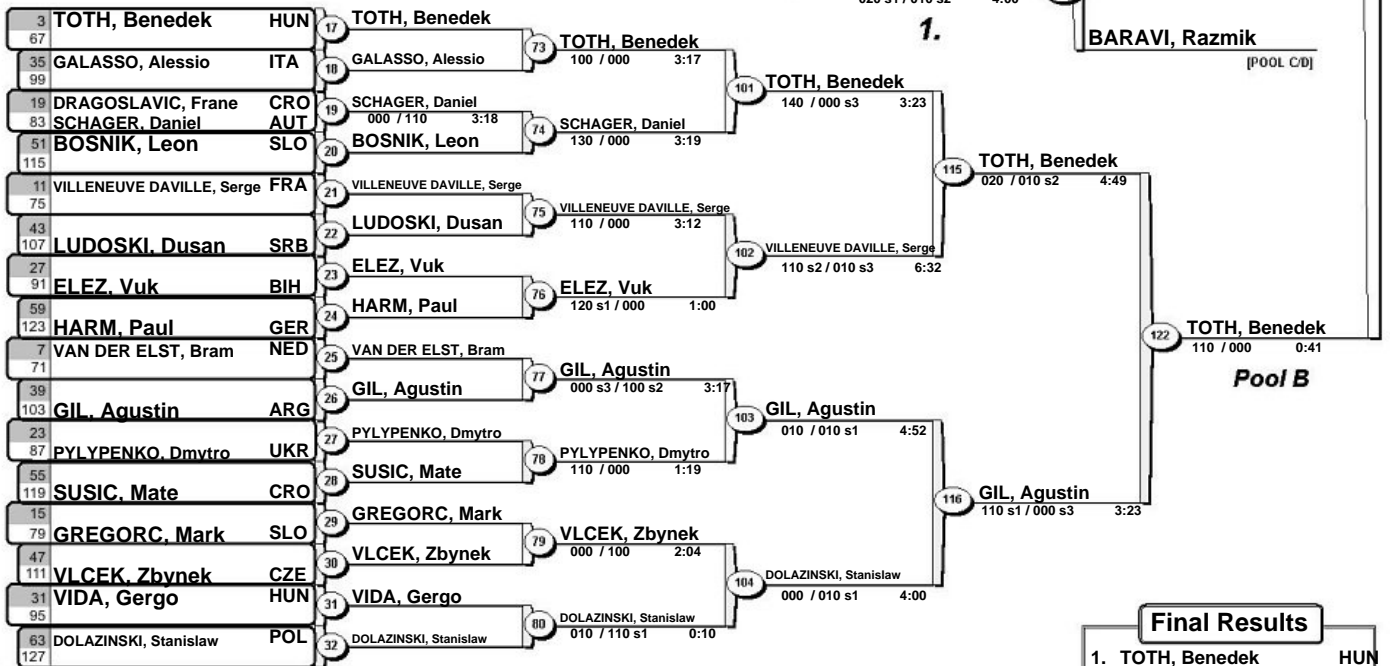 020 s1 / 010 s2 4:00
1.
BARAVI, Razmik
[POOL C/D]
3 TOTH, Benedek HUN
67
35 GALASSO, Alessio ITA
99
19 DRAGOSLAVIC, Frane CRO
83 SCHAGER, Daniel AUT
51 BOSNIK, Leon SLO
115
11 VILLENEUVE DAVILLE, Serge FRA
75
43
107 LUDOSKI, Dusan SRB
27
91 ELEZ, Vuk BIH
59
123 HARM, Paul GER
7 VAN DER ELST, Bram NED
71
39
103 GIL, Agustin ARG
23
87 PYLYPENKO, Dmytro UKR
55
119 SUSIC, Mate CRO
15
79 GREGORC, Mark SLO
47
111 VLCEK, Zbynek CZE
31 VIDA, Gergo HUN
95
63 DOLAZINSKI, Stanislaw POL
127
17 TOTH, Benedek
18 GALASSO, Alessio
19 SCHAGER, Daniel
000 / 110 3:18
20 BOSNIK, Leon
21 VILLENEUVE DAVILLE, Serge
22 LUDOSKI, Dusan
23 ELEZ, Vuk
24 HARM, Paul
25 VAN DER ELST, Bram
26 GIL, Agustin
27 PYLYPENKO, Dmytro
28 SUSIC, Mate
29 GREGORC, Mark
30 VLCEK, Zbynek
31 VIDA, Gergo
32 DOLAZINSKI, Stanislaw
73 TOTH, Benedek
100 / 000 3:17
74 SCHAGER, Daniel
130 / 000 3:19
75 VILLENEUVE DAVILLE, Serge
110 / 000 3:12
76 ELEZ, Vuk
120 s1 / 000 1:00
77 GIL, Agustin
000 s3 / 100 s2 3:17
78 PYLYPENKO, Dmytro
110 / 000 1:19
79 VLCEK, Zbynek
000 / 100 2:04
80 DOLAZINSKI, Stanislaw
010 / 110 s1 0:10
101 TOTH, Benedek
140 / 000 s3 3:23
102 VILLENEUVE DAVILLE, Serge
110 s2 / 010 s3 6:32
103 GIL, Agustin
010 / 010 s1 4:52
104 DOLAZINSKI, Stanislaw
000 / 010 s1 4:00
115 TOTH, Benedek
020 / 010 s2 4:49
116 GIL, Agustin
110 s1 / 000 s3 3:23
122 TOTH, Benedek
110 / 000 0:41
Pool B
Final Results
1. TOTH, Benedek HUN